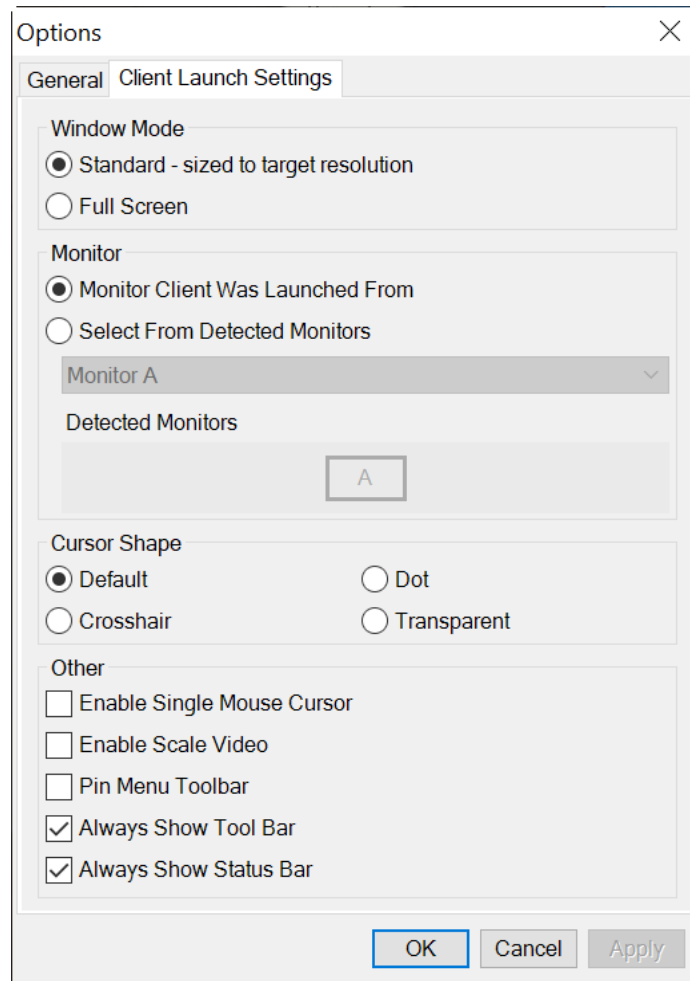 Options
General Client Launch Settings
Window Mode
Standard - sized to target resolution
Full Screen
Monitor
Monitor Client Was Launched From
Select From Detected Monitors
Monitor A
Detected Monitors
A
Cursor Shape
Default Dot
Crosshair Transparent
Other
Enable Single Mouse Cursor
Enable Scale Video
Pin Menu Toolbar
Always Show Tool Bar
Always Show Status Bar
OK Cancel Apply